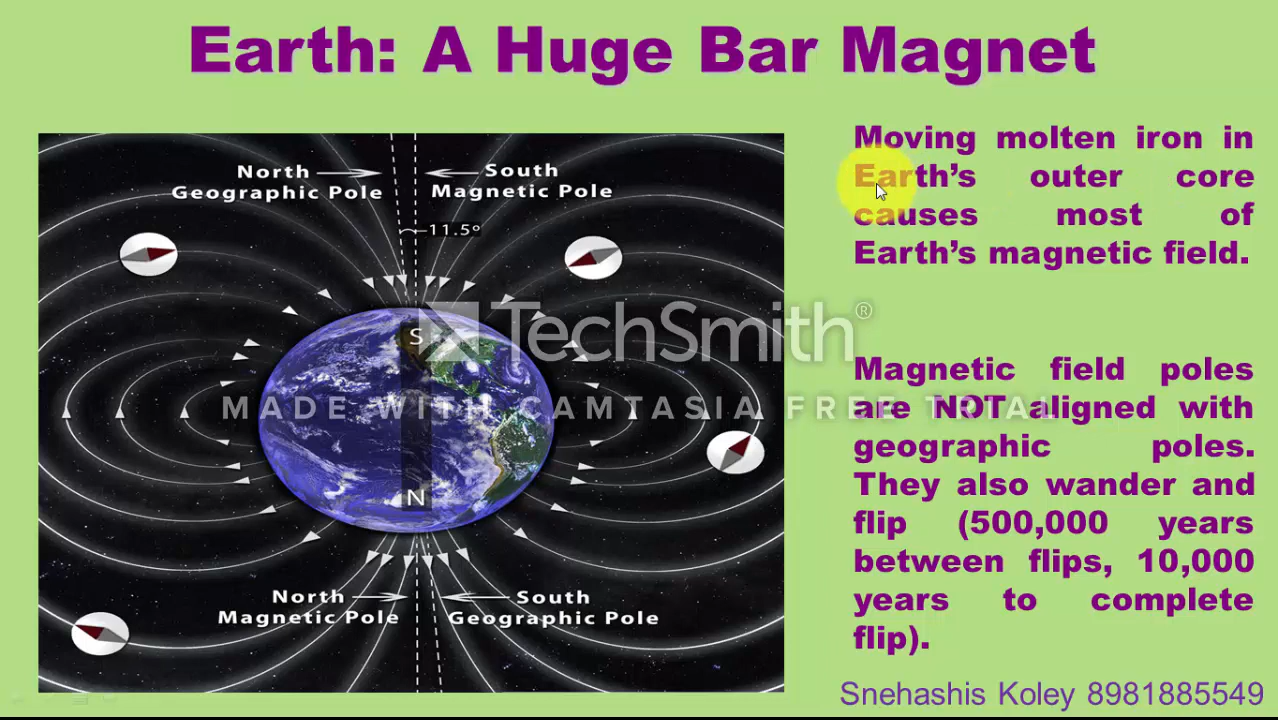 Earth: A Huge Bar Magnet
North
Geographic Pole
South
Magnetic Pole
11.5º
S
N
North
Magnetic Pole
South
Geographic Pole
Moving molten iron in
Earth's outer core
causes most of
Earth's magnetic field.
Magnetic field poles
are NOT aligned with
geographic poles.
They also wander and
flip (500,000 years
between flips, 10,000
years to complete
flip).
TechSmith®
MADE WITH CAMTASIA FREE TRIAL
Snehashis Koley 8981885549